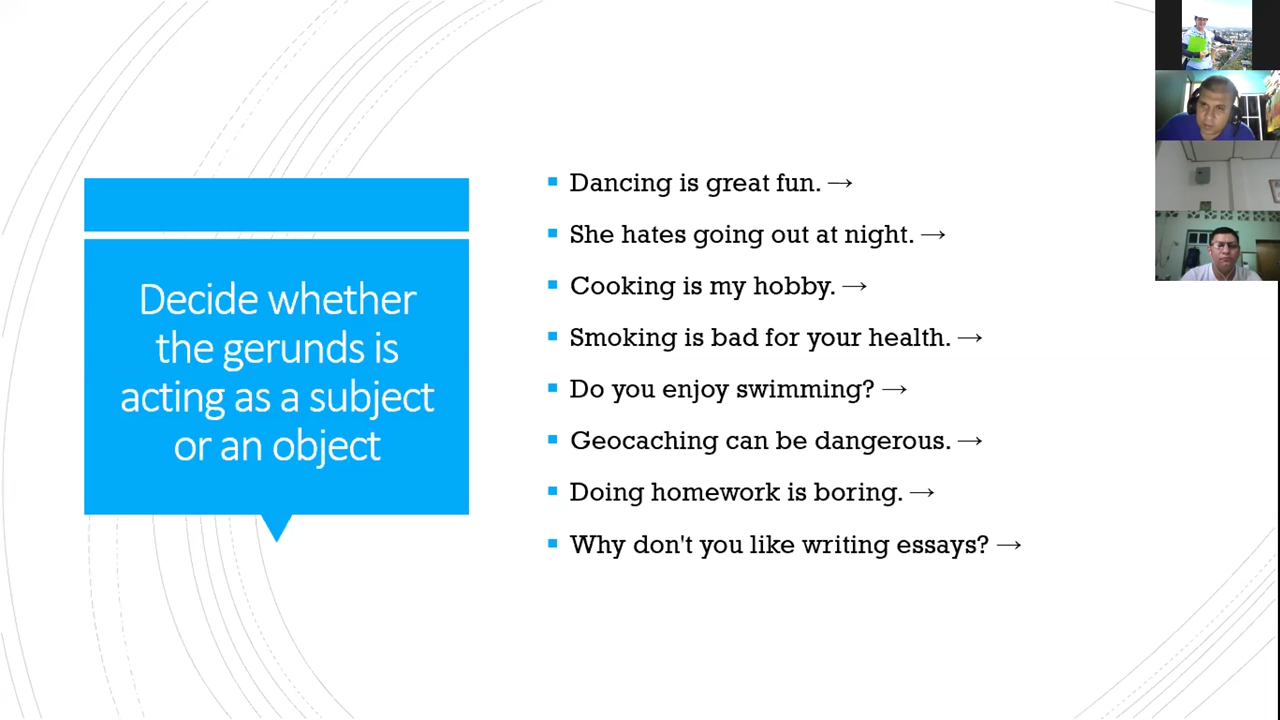 Decide whether
the gerunds is
acting as a subject
or an object
Dancing is great fun. →
She hates going out at night. →
Cooking is my hobby. →
Smoking is bad for your health. →
Do you enjoy swimming? →
Geocaching can be dangerous. →
Doing homework is boring. →
Why don't you like writing essays? →